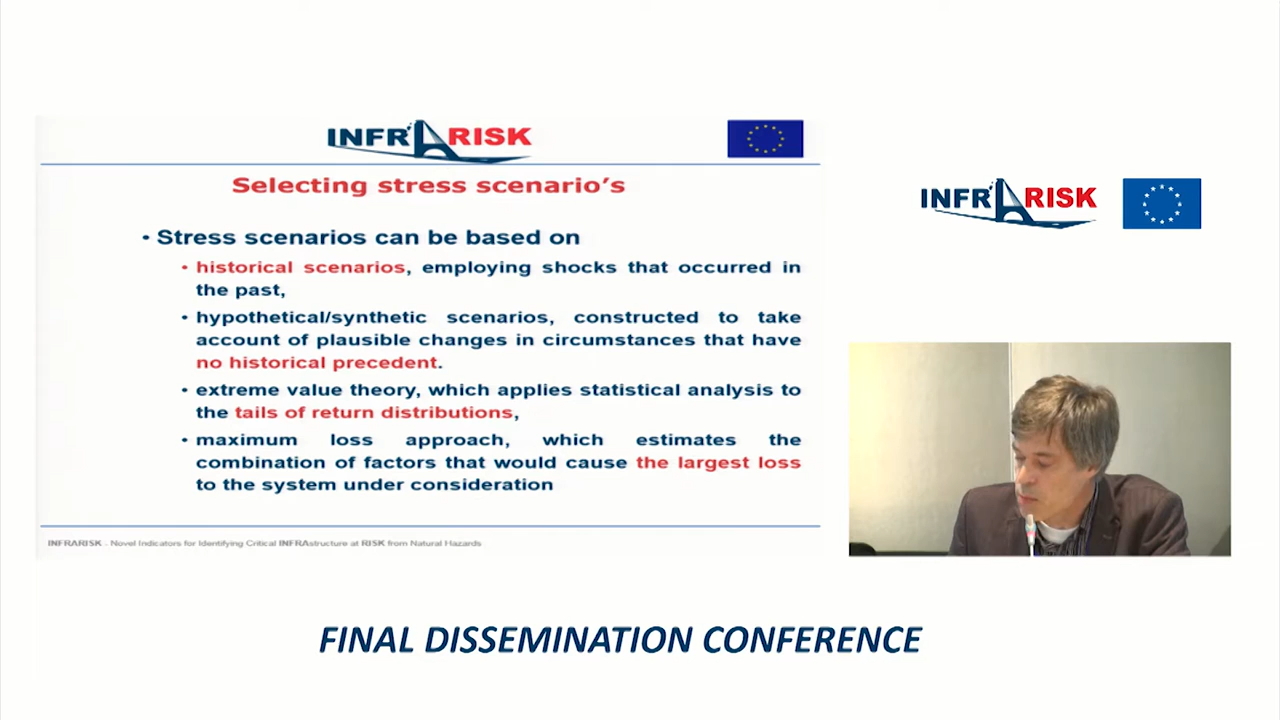 INFRARISK
Selecting stress scenario's
• Stress scenarios can be based on
• historical scenarios, employing shocks that occurred in
the past,
• hypothetical/synthetic scenarios, constructed to take
account of plausible changes in circumstances that have
no historical precedent.
• extreme value theory, which applies statistical analysis to
the tails of return distributions,
• maximum loss approach, which estimates the
combination of factors that would cause the largest loss
to the system under consideration
INFRARISK - Novel Indicators for Identifying Critical INFRAstructure at RISK from Natural Hazards
INFRARISK
FINAL DISSEMINATION CONFERENCE